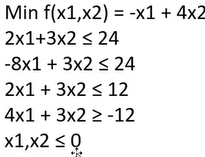 Min f(x1,x2) = -x1 + 4x2
2x1+3x2 ≤ 24
-8x1 + 3x2 ≤ 24
2x1 + 3x2 ≤ 12
4x1 + 3x2 ≥ -12
x1,x2 ≤ 0